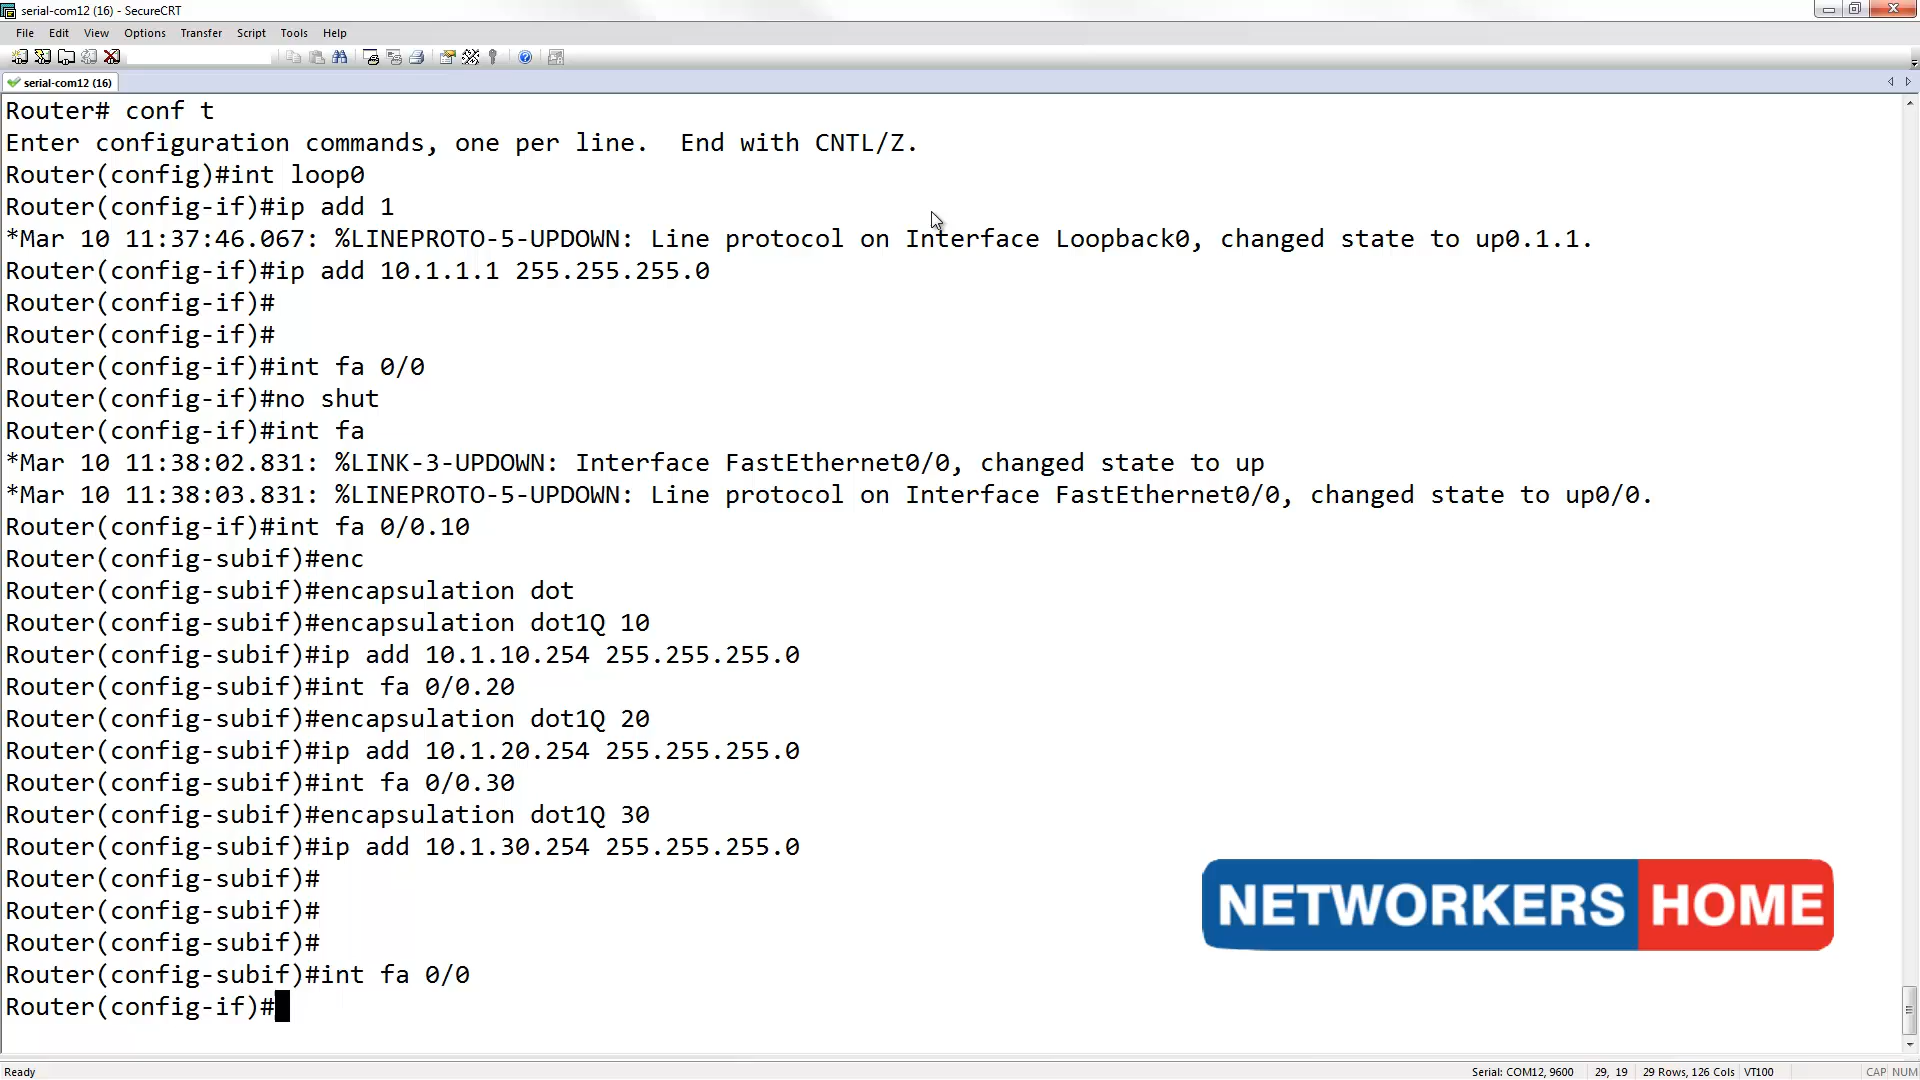 serial-com12 (16) - SecureCRT
File Edit View Options Transfer Script Tools Help
serial-com12 (16)
Router# conf t
Enter configuration commands, one per line.  End with CNTL/Z.
Router(config)#int loop0
Router(config-if)#ip add 1
*Mar 10 11:37:46.067: %LINEPROTO-5-UPDOWN: Line protocol on Interface Loopback0, changed state to up0.1.1.
Router(config-if)#ip add 10.1.1.1 255.255.255.0
Router(config-if)#
Router(config-if)#
Router(config-if)#int fa 0/0
Router(config-if)#no shut
Router(config-if)#int fa
*Mar 10 11:38:02.831: %LINK-3-UPDOWN: Interface FastEthernet0/0, changed state to up
*Mar 10 11:38:03.831: %LINEPROTO-5-UPDOWN: Line protocol on Interface FastEthernet0/0, changed state to up0/0.
Router(config-if)#int fa 0/0.10
Router(config-subif)#enc
Router(config-subif)#encapsulation dot
Router(config-subif)#encapsulation dot1Q 10
Router(config-subif)#ip add 10.1.10.254 255.255.255.0
Router(config-subif)#int fa 0/0.20
Router(config-subif)#encapsulation dot1Q 20
Router(config-subif)#ip add 10.1.20.254 255.255.255.0
Router(config-subif)#int fa 0/0.30
Router(config-subif)#encapsulation dot1Q 30
Router(config-subif)#ip add 10.1.30.254 255.255.255.0
Router(config-subif)#
Router(config-subif)#
Router(config-subif)#
Router(config-subif)#int fa 0/0
Router(config-if)#
NETWORKERS HOME
Ready Serial: COM12, 9600 29, 19 29 Rows, 126 Cols VT100 CAP NUM